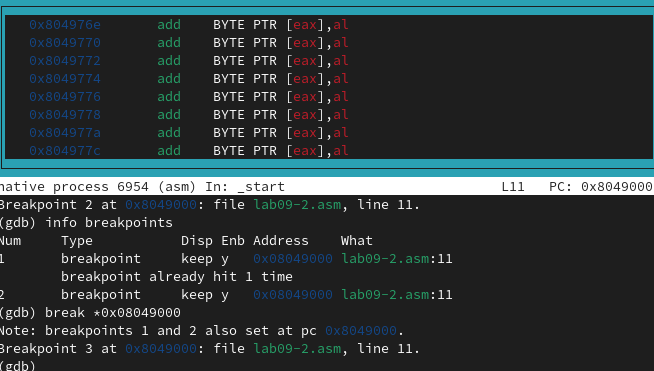 0x804976e add BYTE PTR [eax],al
0x8049770 add BYTE PTR [eax],al
0x8049772 add BYTE PTR [eax],al
0x8049774 add BYTE PTR [eax],al
0x8049776 add BYTE PTR [eax],al
0x8049778 add BYTE PTR [eax],al
0x804977a add BYTE PTR [eax],al
0x804977c add BYTE PTR [eax],al
native process 6954 (asm) In: _start L11 PC: 0x8049000
Breakpoint 2 at 0x8049000: file lab09-2.asm, line 11.
(gdb) info breakpoints
Num Type Disp Enb Address What
1 breakpoint keep y 0x08049000 lab09-2.asm:11
breakpoint already hit 1 time
2 breakpoint keep y 0x08049000 lab09-2.asm:11
(gdb) break *0x08049000
Note: breakpoints 1 and 2 also set at pc 0x8049000.
Breakpoint 3 at 0x8049000: file lab09-2.asm, line 11.
(gdb)